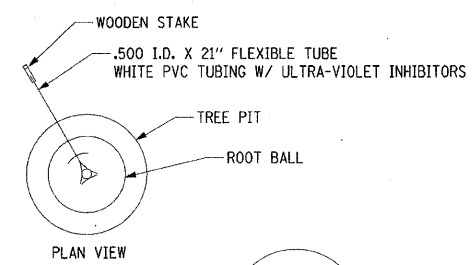 WOODEN STAKE
.500 I.D. X 21" FLEXIBLE TUBE
WHITE PVC TUBING W/ ULTRA-VIOLET INHIBITORS
TREE PIT
ROOT BALL
PLAN VIEW